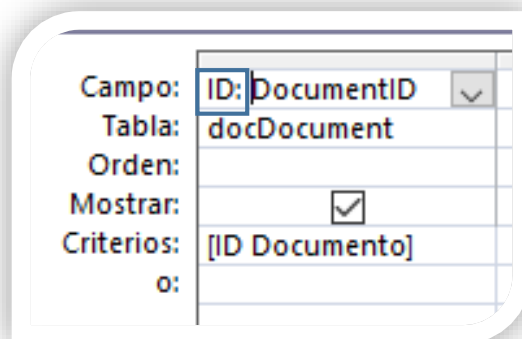 Campo: ID: DocumentID
Tabla: docDocument
Orden:
Mostrar:
Criterios: [ID Documento]
o: